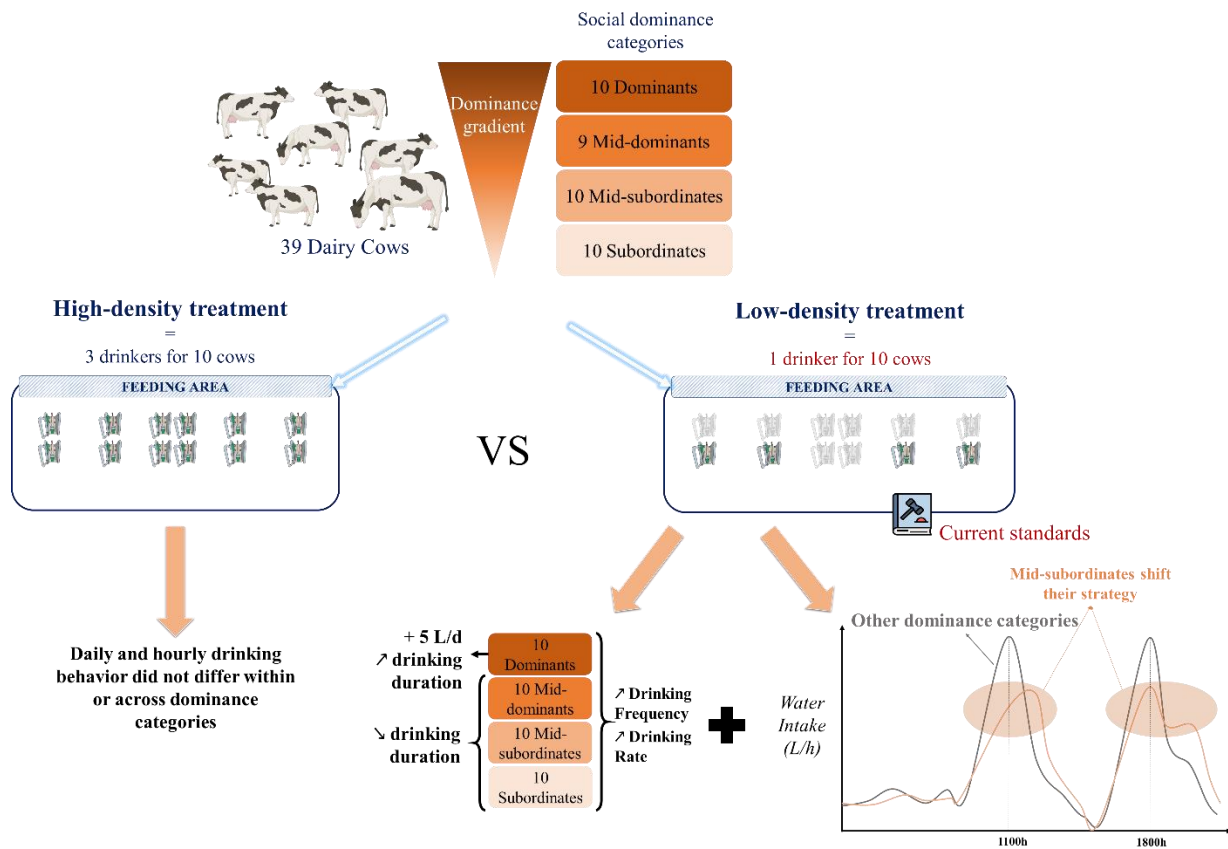 Social dominance
categories
Dominance
gradient
10 Dominants
9 Mid-dominants
10 Mid-subordinates
10 Subordinates
39 Dairy Cows
High-density treatment
=
3 drinkers for 10 cows
FEEDING AREA
VS
Low-density treatment
=
1 drinker for 10 cows
FEEDING AREA
Current standards
Daily and hourly drinking
behavior did not differ within
or across dominance
categories
+ 5 L/d
↗ drinking
duration
↘ drinking
duration
10
Dominants
10 Mid-
dominants
10 Mid-
subordinates
10
Subordinates
↗ Drinking
Frequency
↗ Drinking
Rate
Mid-subordinates shift
their strategy
Other dominance categories
Water
Intake
(L/h)
1100h
1800h